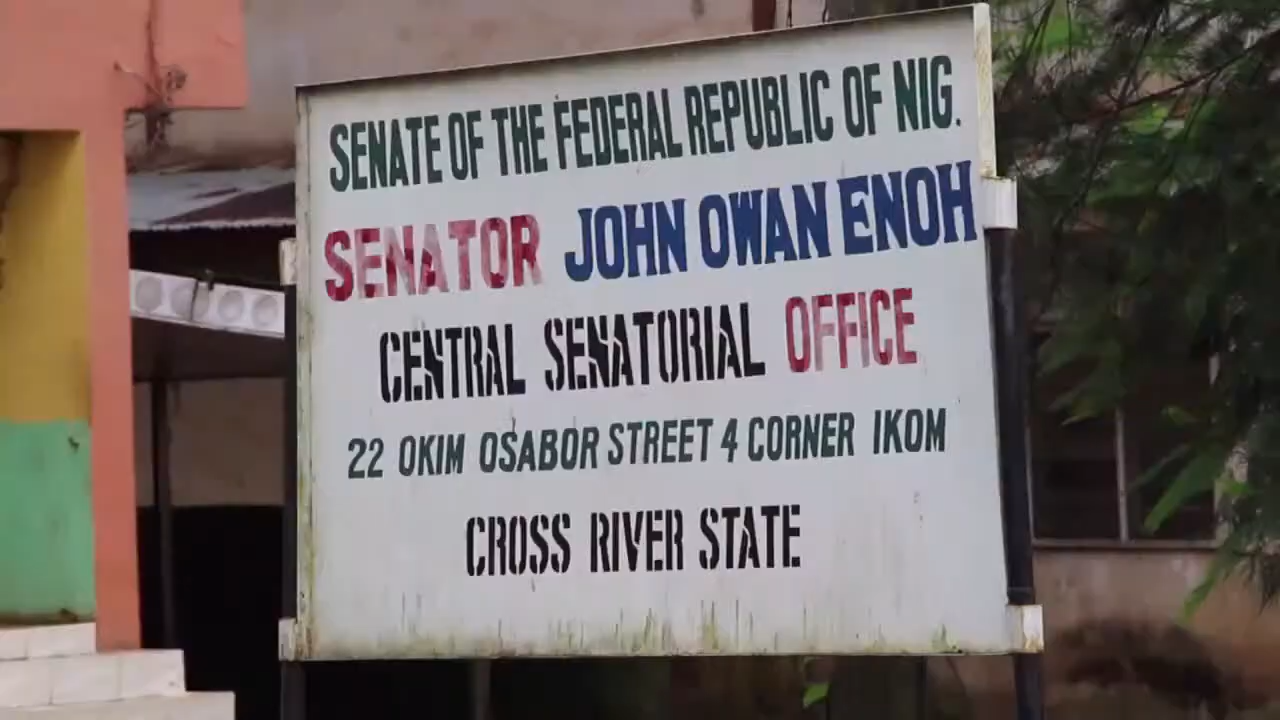 SENATE OF THE FEDERAL REPUBLIC OF NIG.
SENATOR JOHN OWAN ENOH
CENTRAL SENATORIAL OFFICE
22 OKIM OSABOR STREET 4 CORNER IKOM
CROSS RIVER STATE